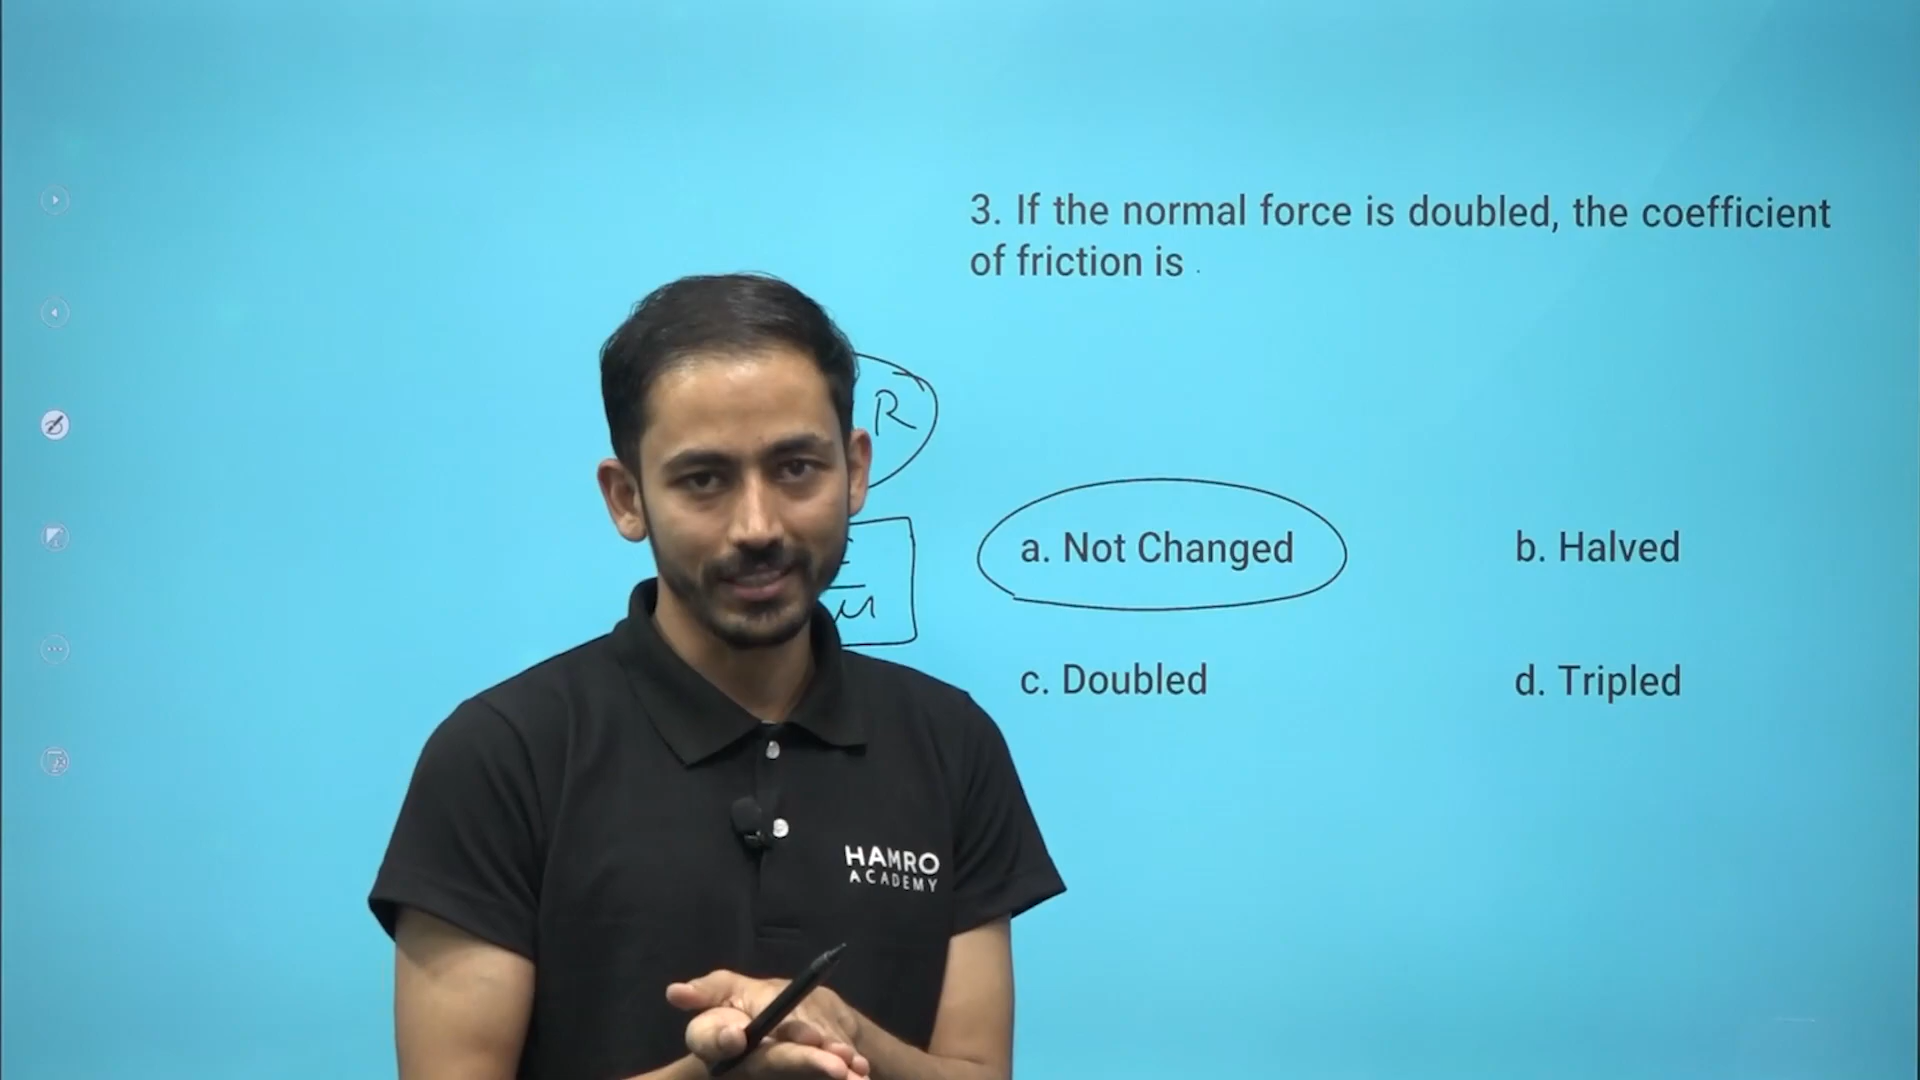 3. If the normal force is doubled, the coefficient
of friction is .
R
μ
a. Not Changed
b. Halved
c. Doubled
d. Tripled
HAMRO
ACADEMY